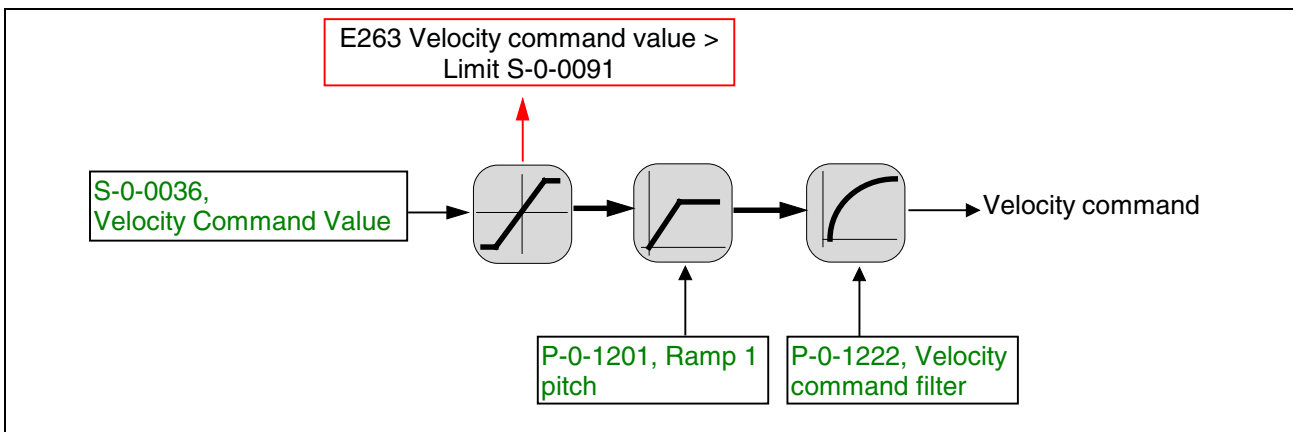 E263 Velocity command value >
Limit S-0-0091
S-0-0036,
Velocity Command Value
Velocity command
P-0-1201, Ramp 1
pitch
P-0-1222, Velocity
command filter